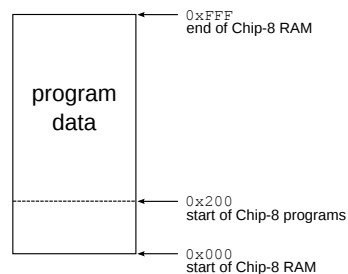 0xFFF
end of Chip-8 RAM
program
data
0x200
start of Chip-8 programs
0x000
start of Chip-8 RAM